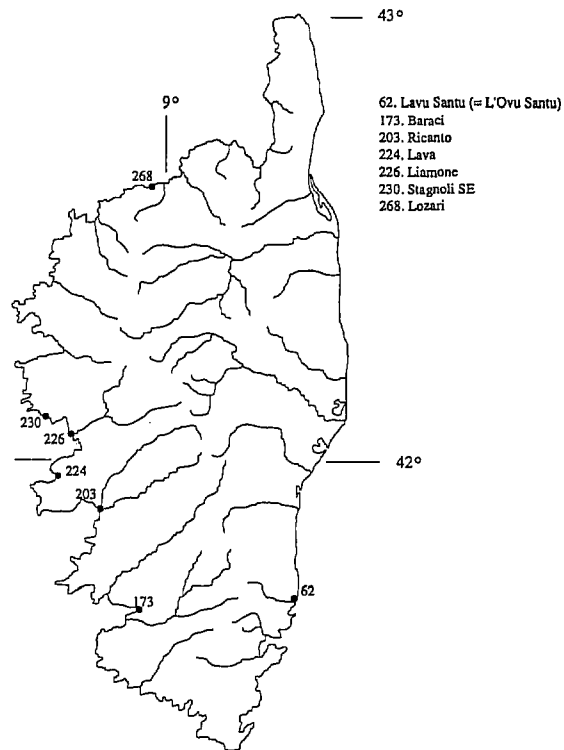 43°
9°
62. Lavu Santu (= L'Ovu Santu)
173. Baraci
203. Ricanto
224. Lava
226. Liamone
230. Stagnoli SE
268. Lozari
268
230
226
42°
224
203
62
173